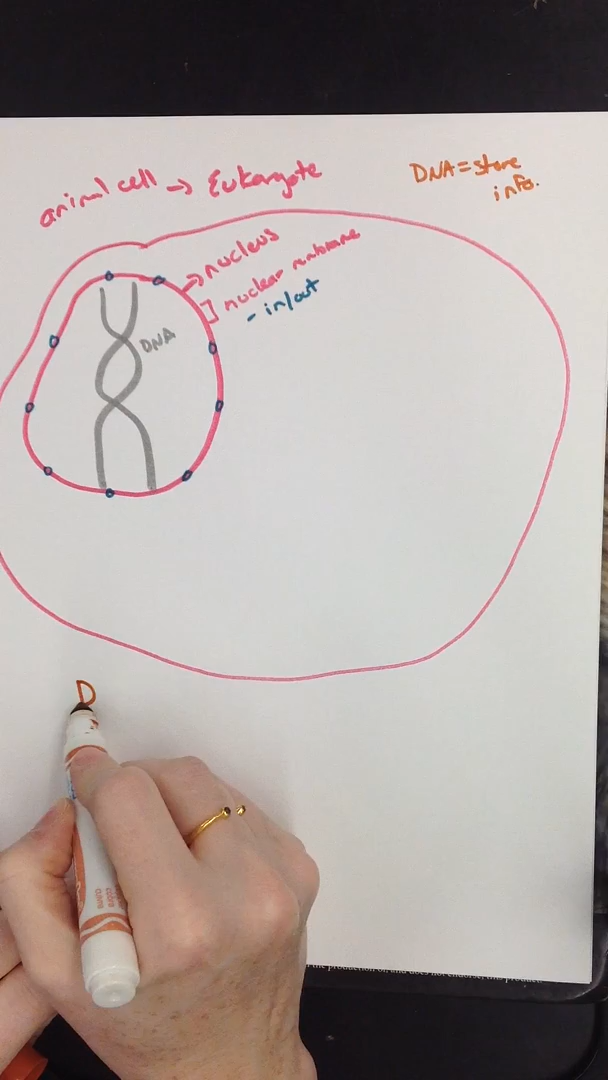 animal cell → Eukaryote
DNA = store
info.
→ nucleus
nuclear membrane
- in/out
DNA
D